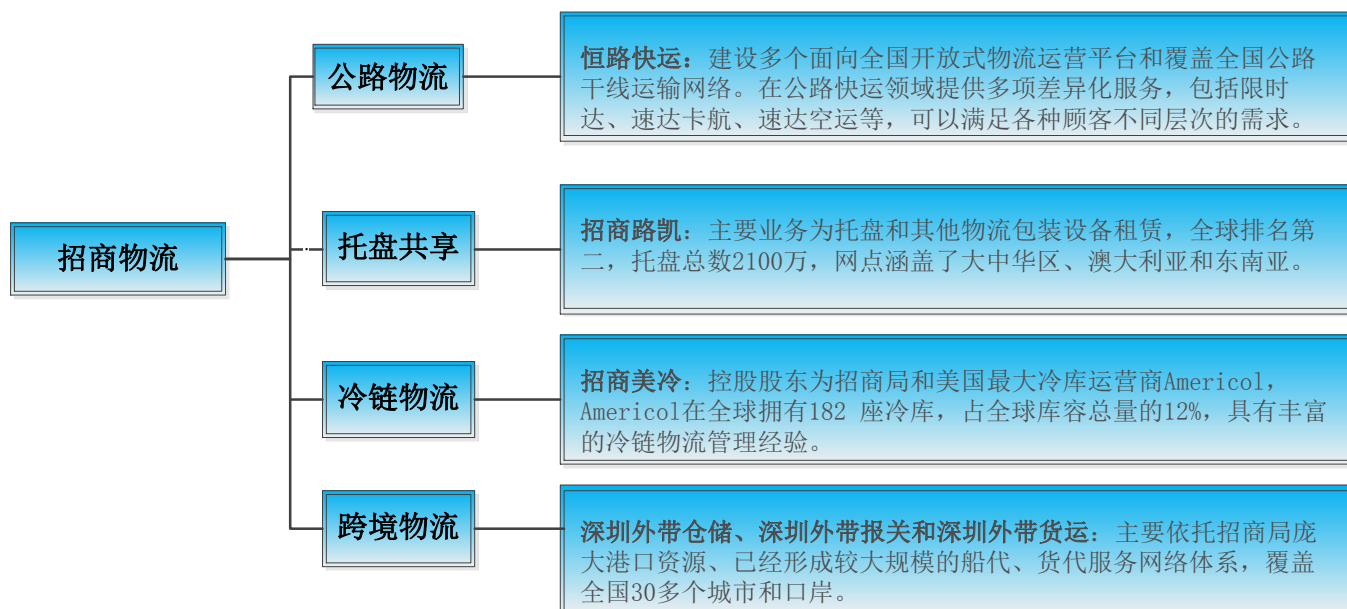 招商物流
公路物流
恒路快运：建设多个面向全国开放式物流运营平台和覆盖全国公路
干线运输网络。在公路快运领域提供多项差异化服务，包括限时
达、速达卡航、速达空运等，可以满足各种顾客不同层次的需求。
托盘共享
招商路凯：主要业务为托盘和其他物流包装设备租赁，全球排名第
二，托盘总数2100万，网点涵盖了大中华区、澳大利亚和东南亚。
冷链物流
招商美冷：控股股东为招商局和美国最大冷库运营商Americol，
Americol在全球拥有182 座冷库，占全球库容总量的12%，具有丰富
的冷链物流管理经验。
跨境物流
深圳外带仓储、深圳外带报关和深圳外带货运：主要依托招商局庞
大港口资源、已经形成较大规模的船代、货代服务网络体系，覆盖
全国30多个城市和口岸。